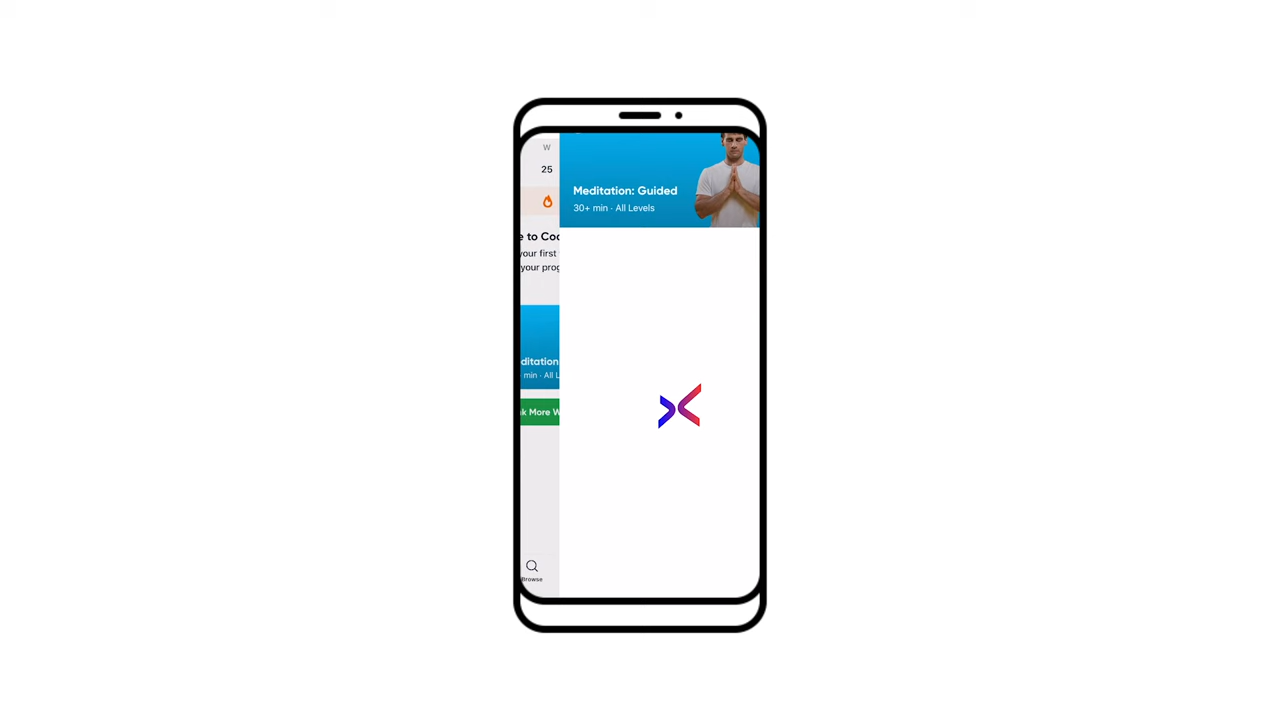 W
25
e to Coo
your first
your prog
ditation
min · All L
k More W
Browse
Meditation: Guided
30+ min · All Levels